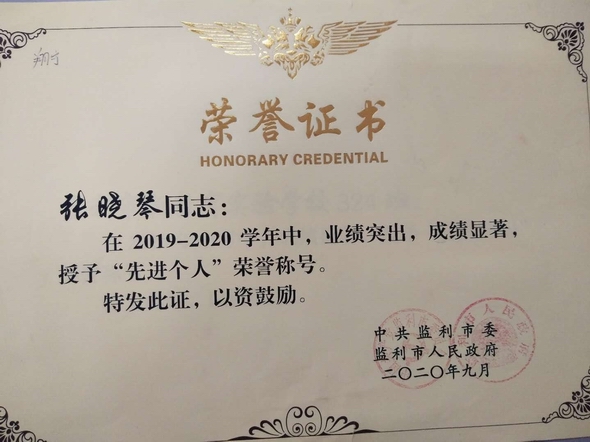 荣誉证书
HONORARY CREDENTIAL
张晓琴同志：
在 2019-2020 学年中，业绩突出，成绩显著，
授予“先进个人”荣誉称号。
特发此证，以资鼓励。
中共监利市委
监利市人民政府
二〇二〇年九月